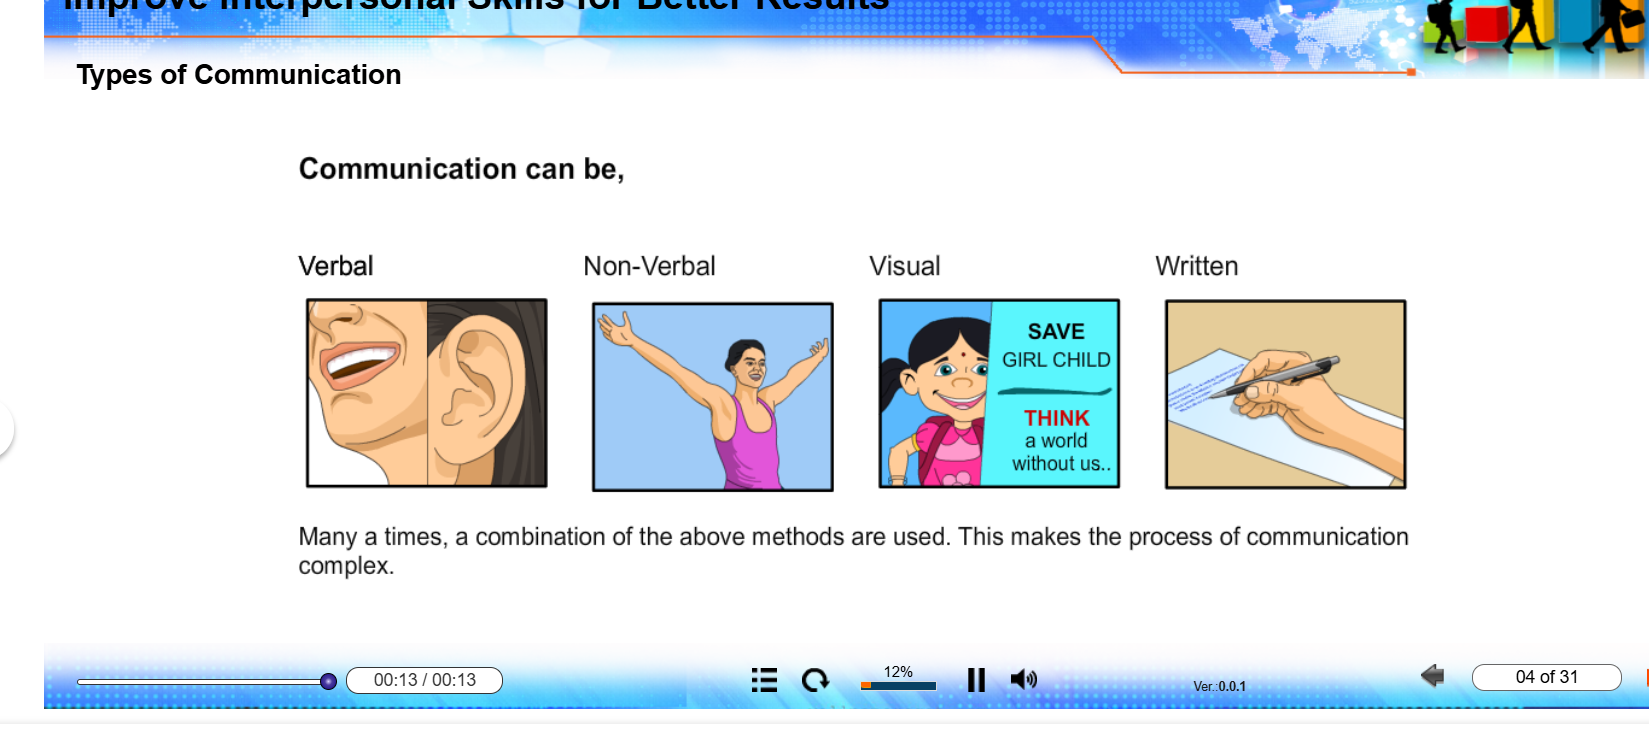 Improve Interpersonal Skills for Better Results
Types of Communication
Communication can be,
Verbal
Non-Verbal
Visual
Written
SAVE
GIRL CHILD
THINK
a world
without us..
Many a times, a combination of the above methods are used. This makes the process of communication
complex.
00:13 / 00:13
12%
Ver.:0.0.1
04 of 31